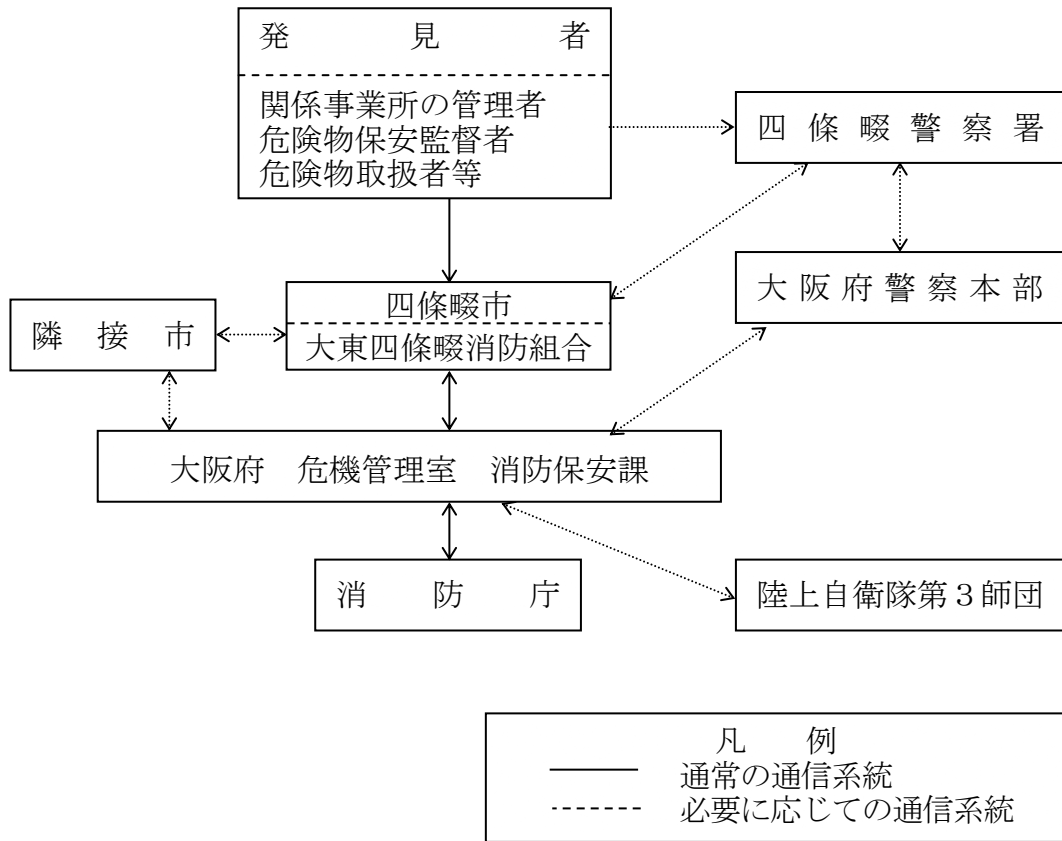 発見者
関係事業所の管理者
危険物保安監督者
危険物取扱者等
四條畷警察署
大阪府警察本部
四條畷市
大東四條畷消防組合
隣接市
大阪府　危機管理室　消防保安課
消防庁
陸上自衛隊第３師団
凡例
通常の通信系統
必要に応じての通信系統